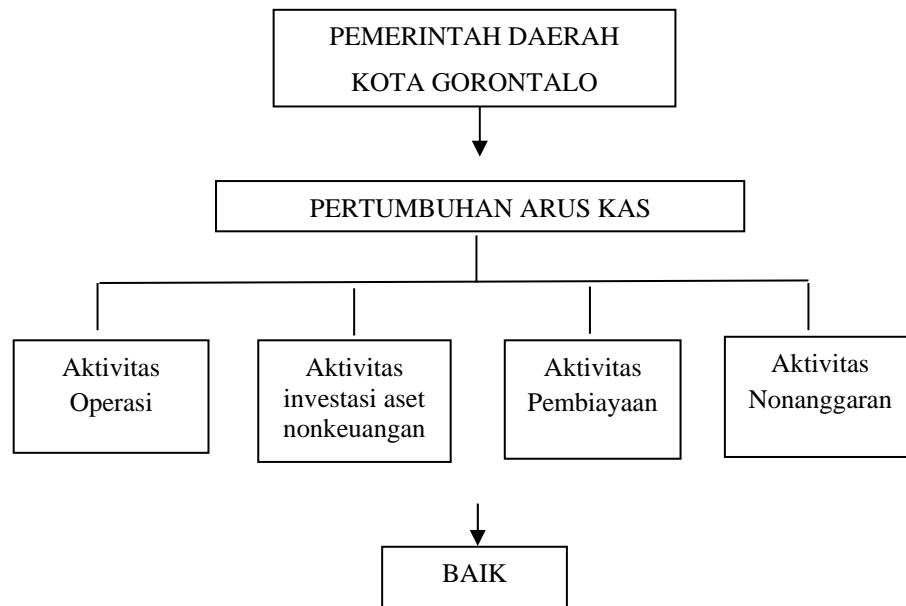 PEMERINTAH DAERAH
KOTA GORONTALO
PERTUMBUHAN ARUS KAS
Aktivitas
Operasi
Aktivitas
investasi aset
nonkeuangan
Aktivitas
Pembiayaan
Aktivitas
Nonanggaran
BAIK